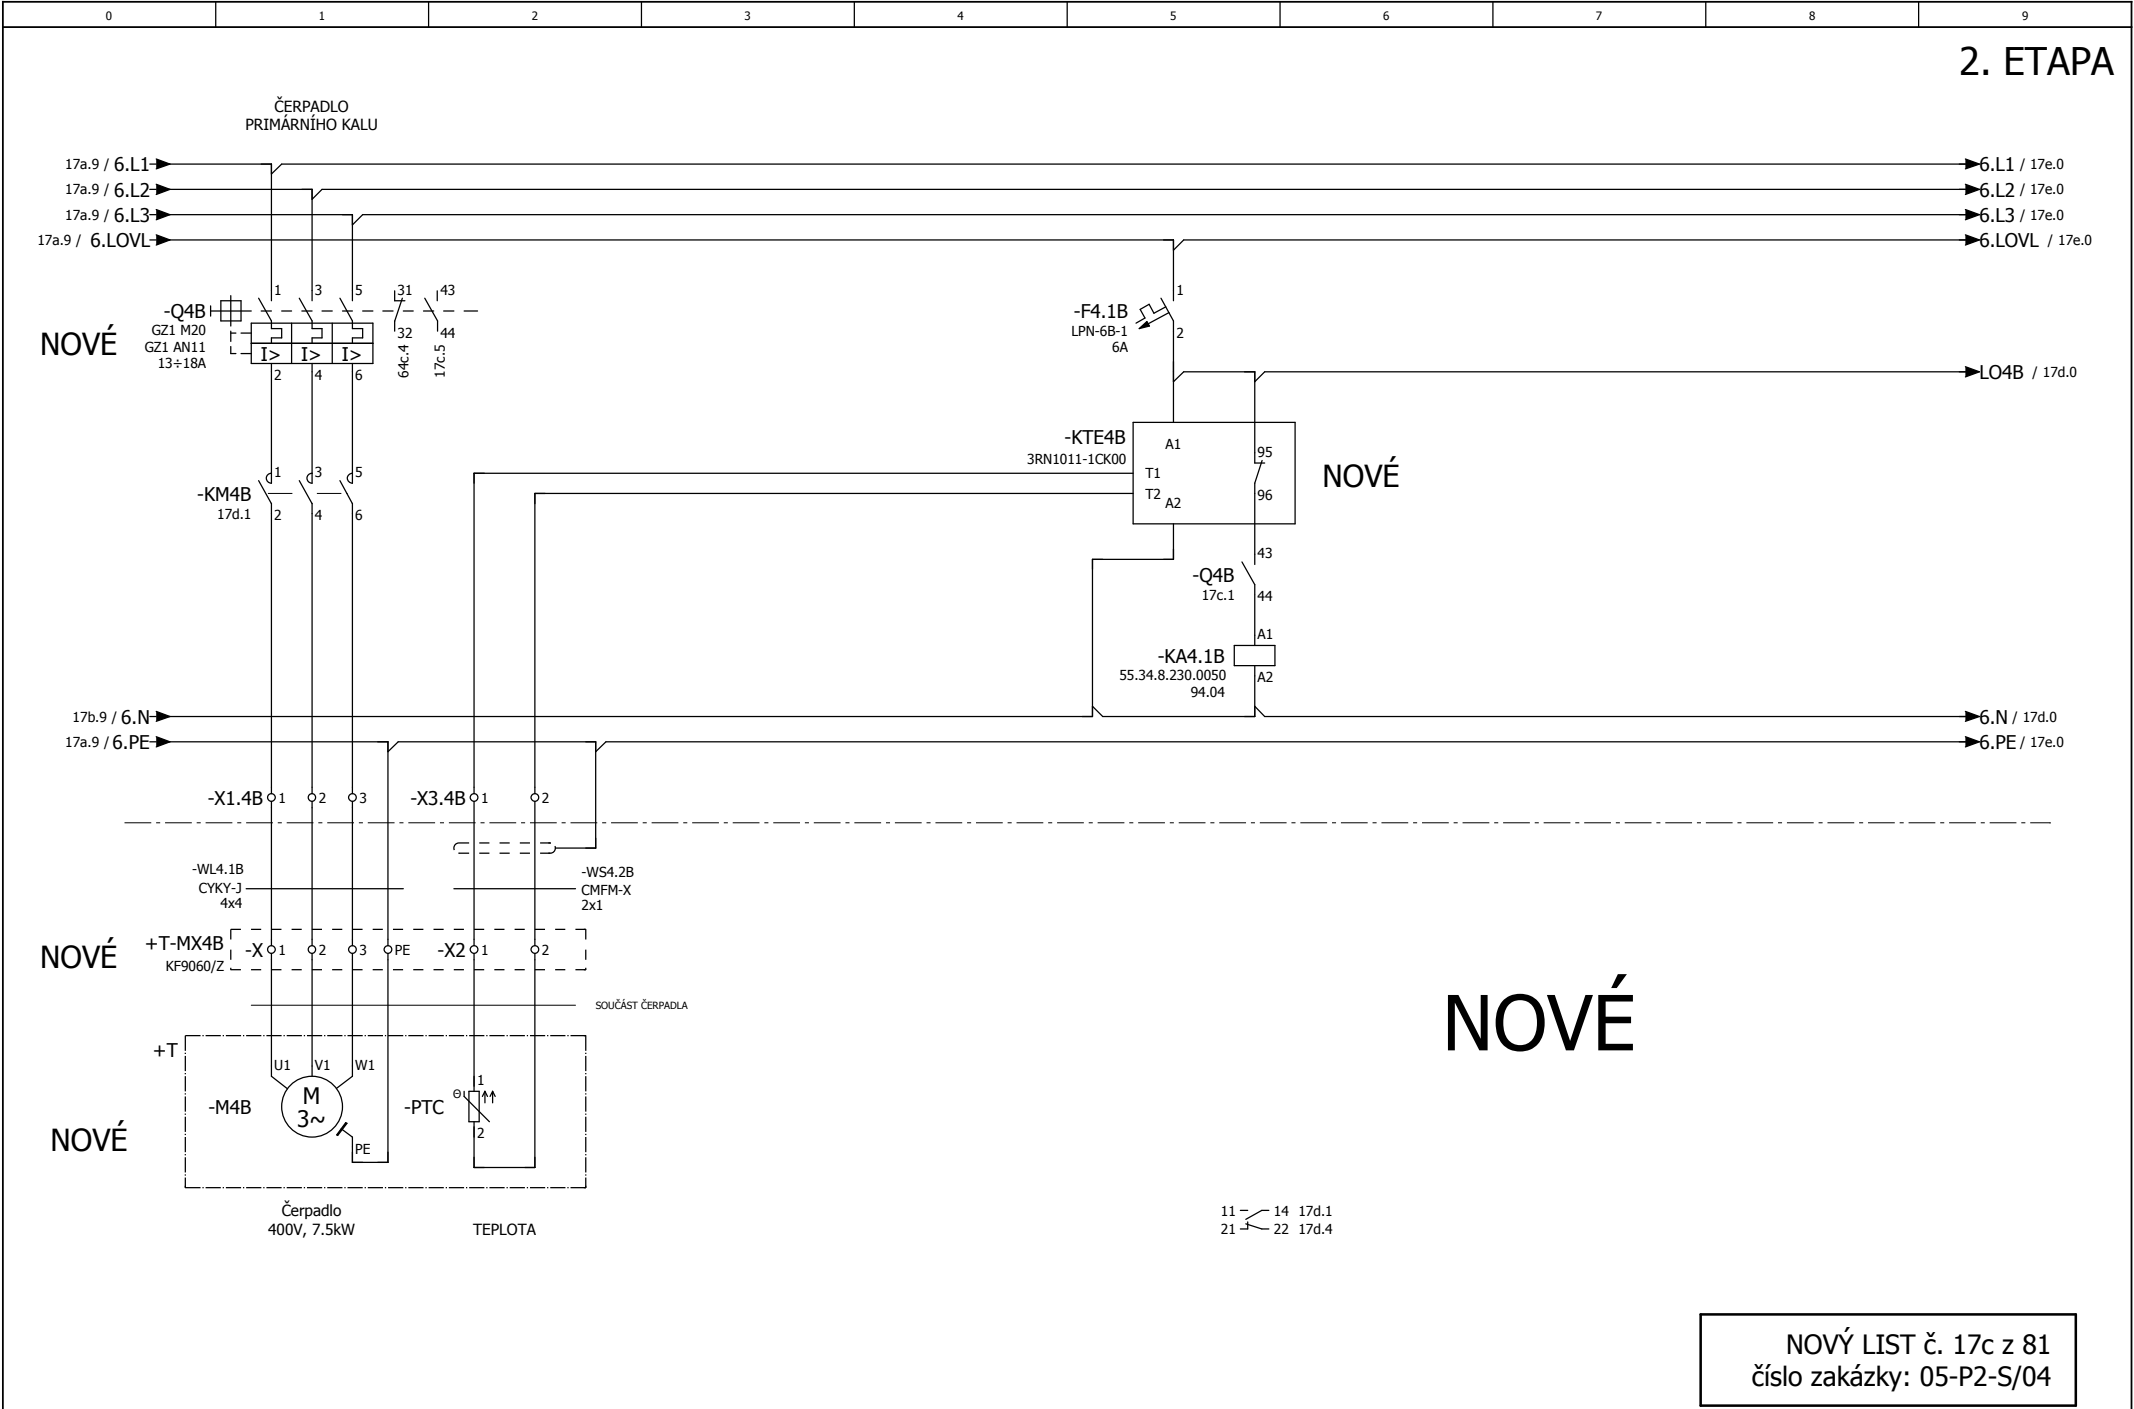 0 1 2 3 4 5 6 7 8 9
2. ETAPA
ČERPADLO
PRIMÁRNÍHO KALU
17a.9 / 6.L1
6.L1 / 17e.0
17a.9 / 6.L2
6.L2 / 17e.0
17a.9 / 6.L3
6.L3 / 17e.0
17a.9 / 6.LOVL
6.LOVL / 17e.0
NOVÉ
-Q4B
GZ1 M20
GZ1 AN11
13÷18A
1 3 5 31 43
32 44
I> I> I>
2 4 6
64c.4
17c.5
-F4.1B
LPN-6B-1
6A
1
2
LO4B / 17d.0
-KTE4B
3RN1011-1CK00
A1
T1
T2
A2
95
96
NOVÉ
-KM4B
17d.1
1 3 5
2 4 6
-Q4B
17c.1
43
44
-KA4.1B
55.34.8.230.0050
94.04
A1
A2
17b.9 / 6.N
6.N / 17d.0
17a.9 / 6.PE
6.PE / 17e.0
-X1.4B 1 2 3
-X3.4B 1 2
-WL4.1B
CYKY-J
4x4
-WS4.2B
CMFM-X
2x1
NOVÉ
+T-MX4B
KF9060/Z
-X 1 2 3 PE
-X2 1 2
SOUČÁST ČERPADLA
NOVÉ
+T
U1 V1 W1
-M4B
M
3~
PE
-PTC
Θ
1
2
NOVÉ
Čerpadlo
400V, 7.5kW
TEPLOTA
11 14 17d.1
21 22 17d.4
NOVÝ LIST č. 17c z 81
číslo zakázky: 05-P2-S/04